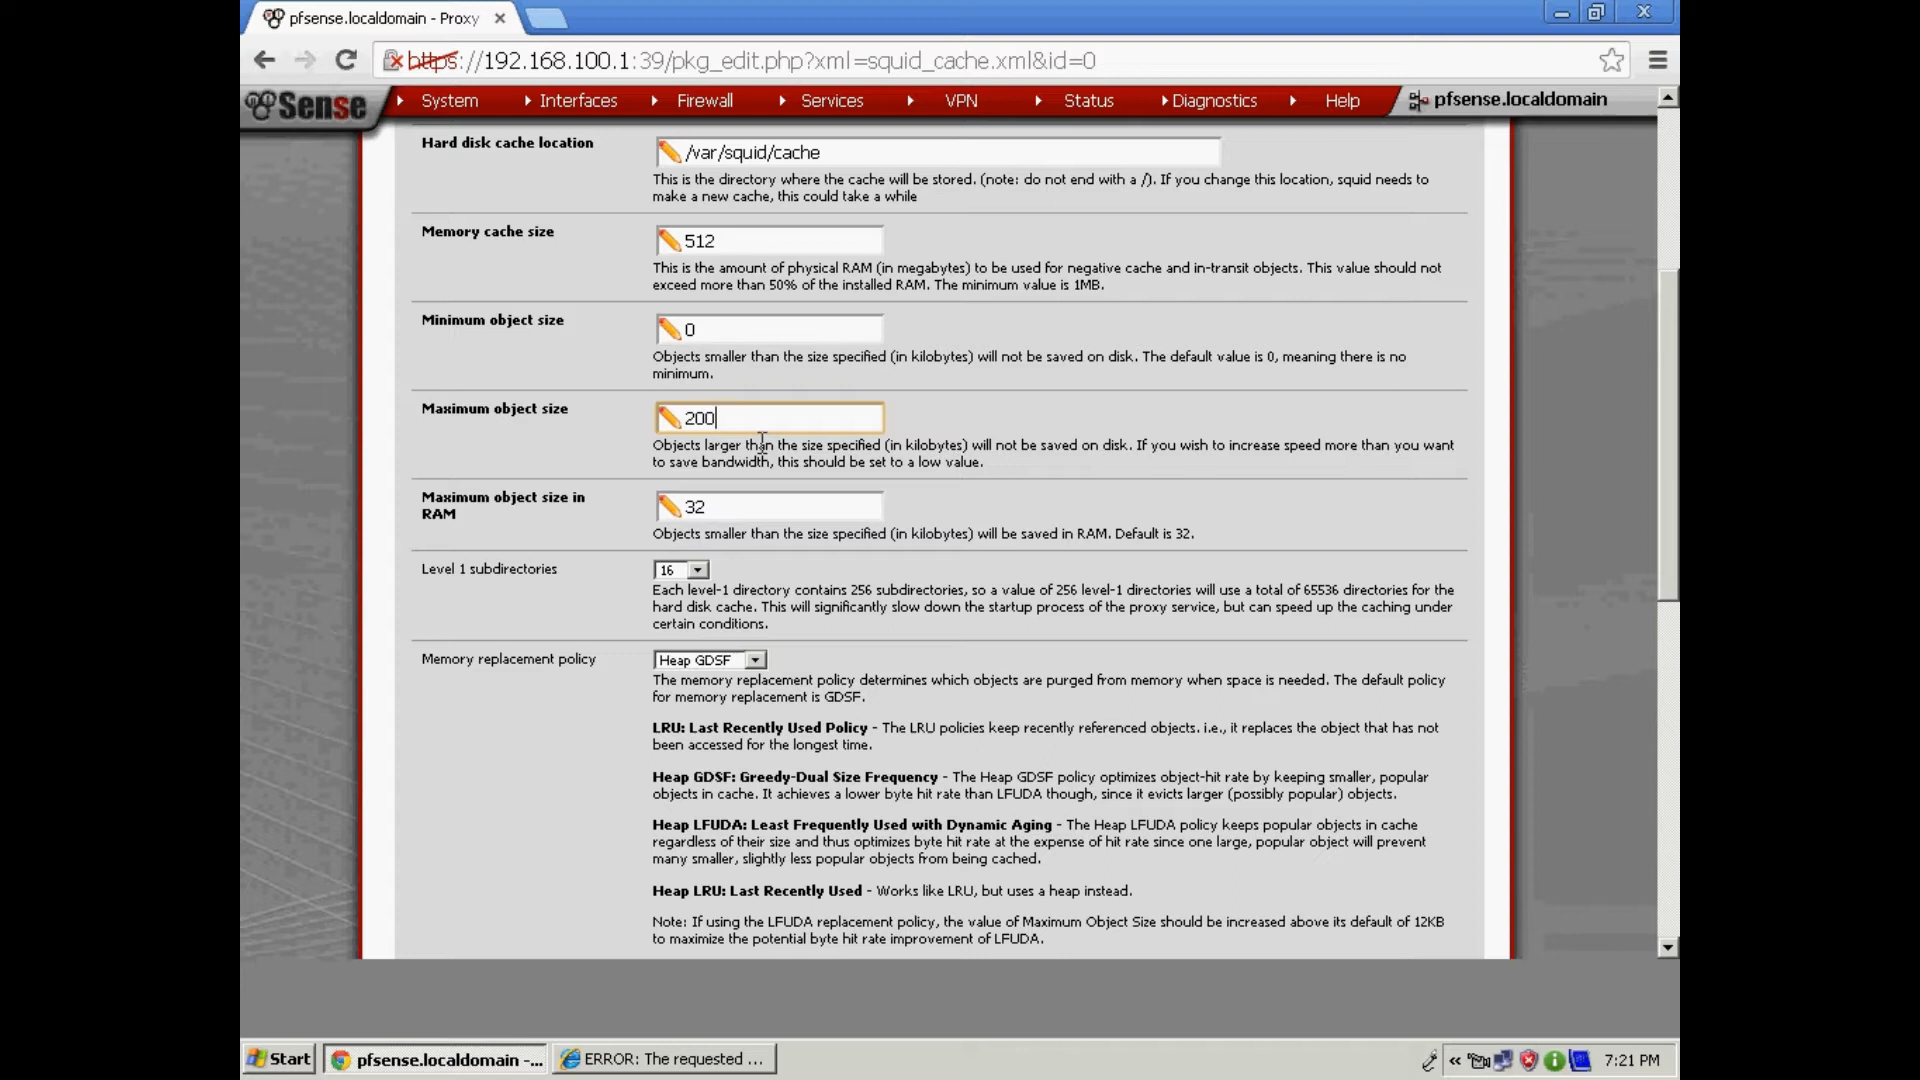 pfsense.localdomain - Proxy
https://192.168.100.1:39/pkg_edit.php?xml=squid_cache.xml&id=0
Sense
System
Interfaces
Firewall
Services
VPN
Status
Diagnostics
Help
pfsense.localdomain
Hard disk cache location
/var/squid/cache
This is the directory where the cache will be stored. (note: do not end with a /). If you change this location, squid needs to
make a new cache, this could take a while
Memory cache size
512
This is the amount of physical RAM (in megabytes) to be used for negative cache and in-transit objects. This value should not
exceed more than 50% of the installed RAM. The minimum value is 1MB.
Minimum object size
0
Objects smaller than the size specified (in kilobytes) will not be saved on disk. The default value is 0, meaning there is no
minimum.
Maximum object size
200
Objects larger than the size specified (in kilobytes) will not be saved on disk. If you wish to increase speed more than you want
to save bandwidth, this should be set to a low value.
Maximum object size in
RAM
32
Objects smaller than the size specified (in kilobytes) will be saved in RAM. Default is 32.
Level 1 subdirectories
16
Each level-1 directory contains 256 subdirectories, so a value of 256 level-1 directories will use a total of 65536 directories for the
hard disk cache. This will significantly slow down the startup process of the proxy service, but can speed up the caching under
certain conditions.
Memory replacement policy
Heap GDSF
The memory replacement policy determines which objects are purged from memory when space is needed. The default policy
for memory replacement is GDSF.
LRU: Last Recently Used Policy - The LRU policies keep recently referenced objects. i.e., it replaces the object that has not
been accessed for the longest time.
Heap GDSF: Greedy-Dual Size Frequency - The Heap GDSF policy optimizes object-hit rate by keeping smaller, popular
objects in cache. It achieves a lower byte hit rate than LFUDA though, since it evicts larger (possibly popular) objects.
Heap LFUDA: Least Frequently Used with Dynamic Aging - The Heap LFUDA policy keeps popular objects in cache
regardless of their size and thus optimizes byte hit rate at the expense of hit rate since one large, popular object will prevent
many smaller, slightly less popular objects from being cached.
Heap LRU: Last Recently Used - Works like LRU, but uses a heap instead.
Note: If using the LFUDA replacement policy, the value of Maximum Object Size should be increased above its default of 12KB
to maximize the potential byte hit rate improvement of LFUDA.
Start
pfsense.localdomain -...
ERROR: The requested ...
7:21 PM